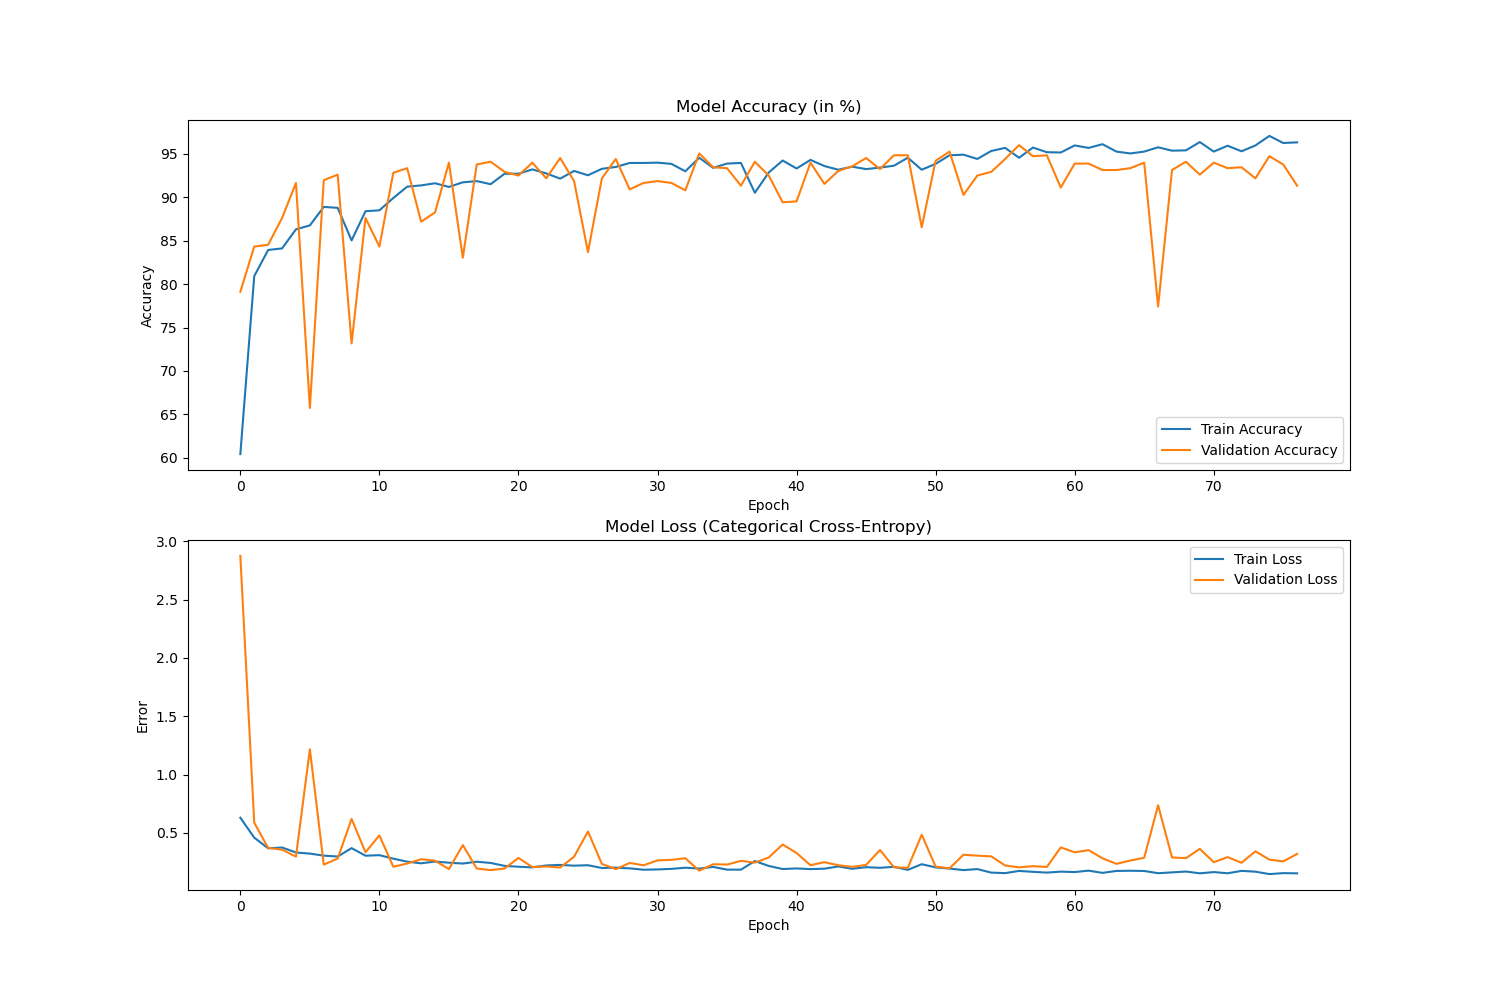 Model Accuracy (in %)
95
90
85
80
75
70
65
60
Accuracy
Train Accuracy
Validation Accuracy
0 10 20 30 40 50 60 70
Epoch
Model Loss (Categorical Cross-Entropy)
3.0
2.5
2.0
1.5
1.0
0.5
Error
Train Loss
Validation Loss
0 10 20 30 40 50 60 70
Epoch